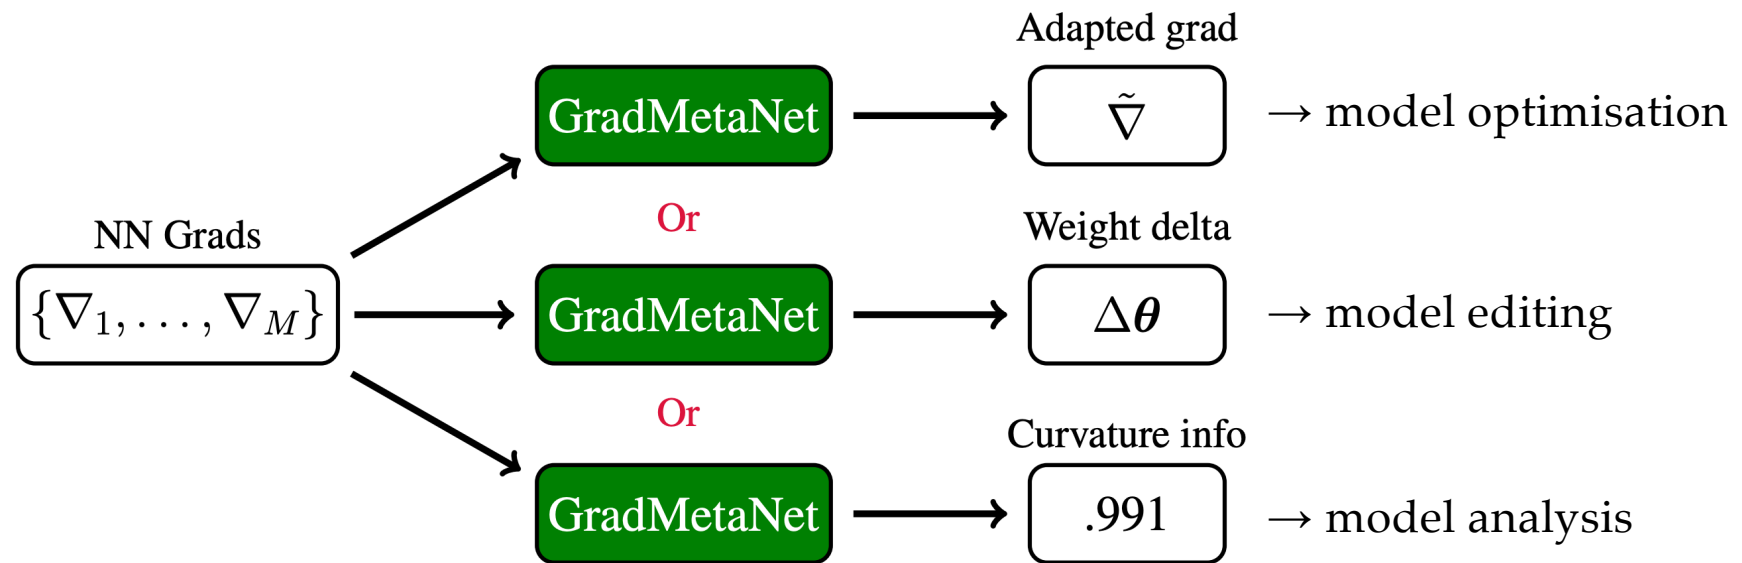 Adapted grad
GradMetaNet
∇̃
→ model optimisation
Or
NN Grads
{∇₁, . . . , ∇_M}
Weight delta
GradMetaNet
Δθ
→ model editing
Or
Curvature info
GradMetaNet
.991
→ model analysis